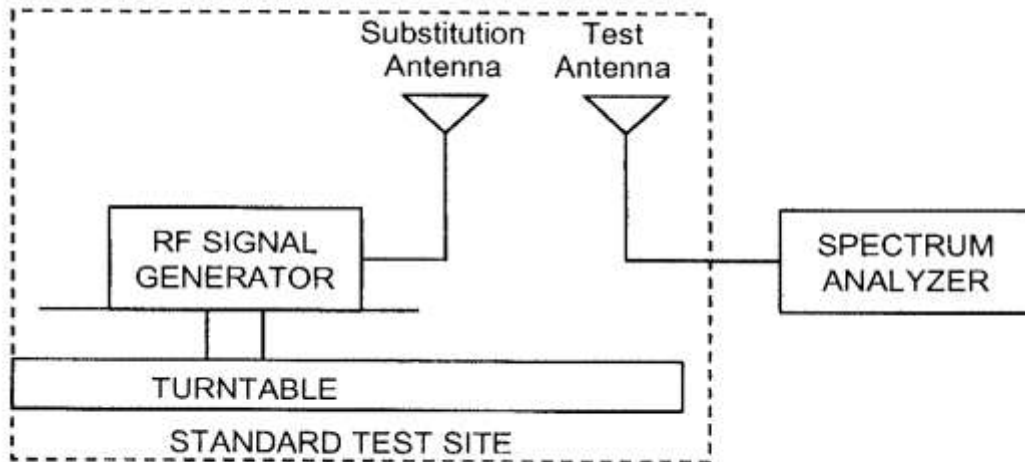 Substitution
Antenna
Test
Antenna
RF SIGNAL
GENERATOR
SPECTRUM
ANALYZER
TURNTABLE
STANDARD TEST SITE